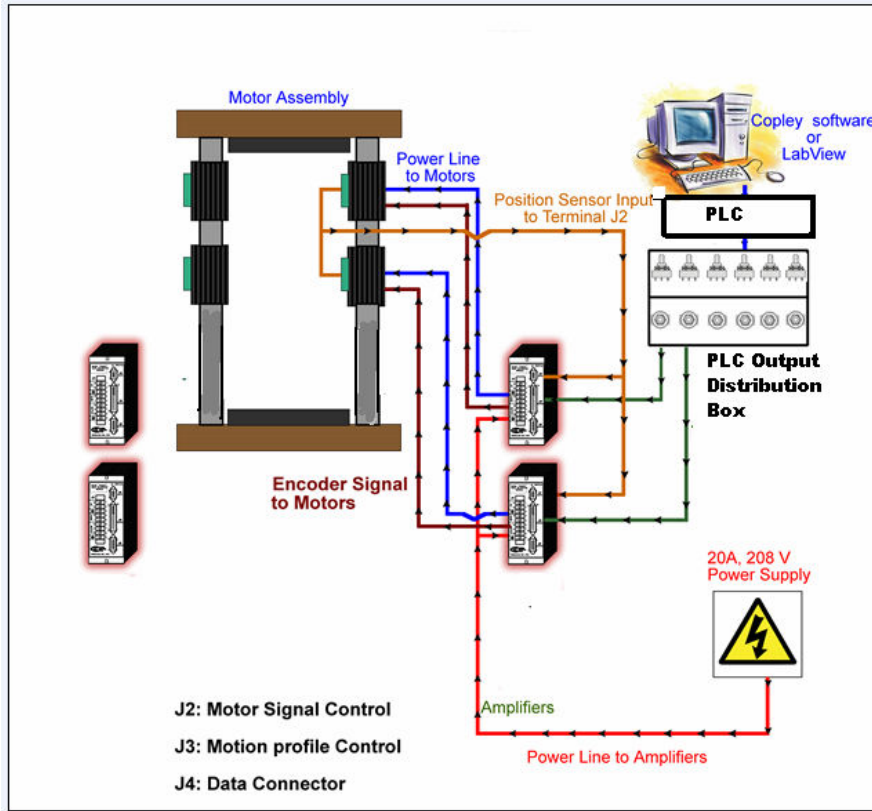 Motor Assembly
Copley software
or
LabView
Power Line
to Motors
Position Sensor Input
to Terminal J2
PLC
PLC Output
Distribution
Box
Encoder Signal
to Motors
20A, 208 V
Power Supply
J2: Motor Signal Control
Amplifiers
J3: Motion profile Control
Power Line to Amplifiers
J4: Data Connector